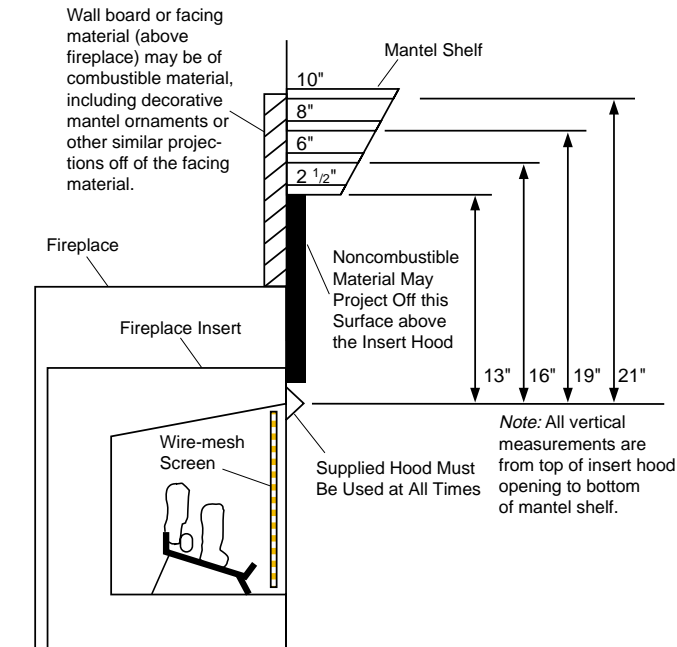 Wall board or facing
material (above
fireplace) may be of
combustible material,
including decorative
mantel ornaments or
other similar projec-
tions off of the facing
material.
Mantel Shelf
10"
8"
6"
2 1/2"
Fireplace
Noncombustible
Material May
Project Off this
Surface above
the Insert Hood
Fireplace Insert
13" 16" 19" 21"
Note: All vertical
measurements are
from top of insert hood
opening to bottom
of mantel shelf.
Wire-mesh
Screen
Supplied Hood Must
Be Used at All Times